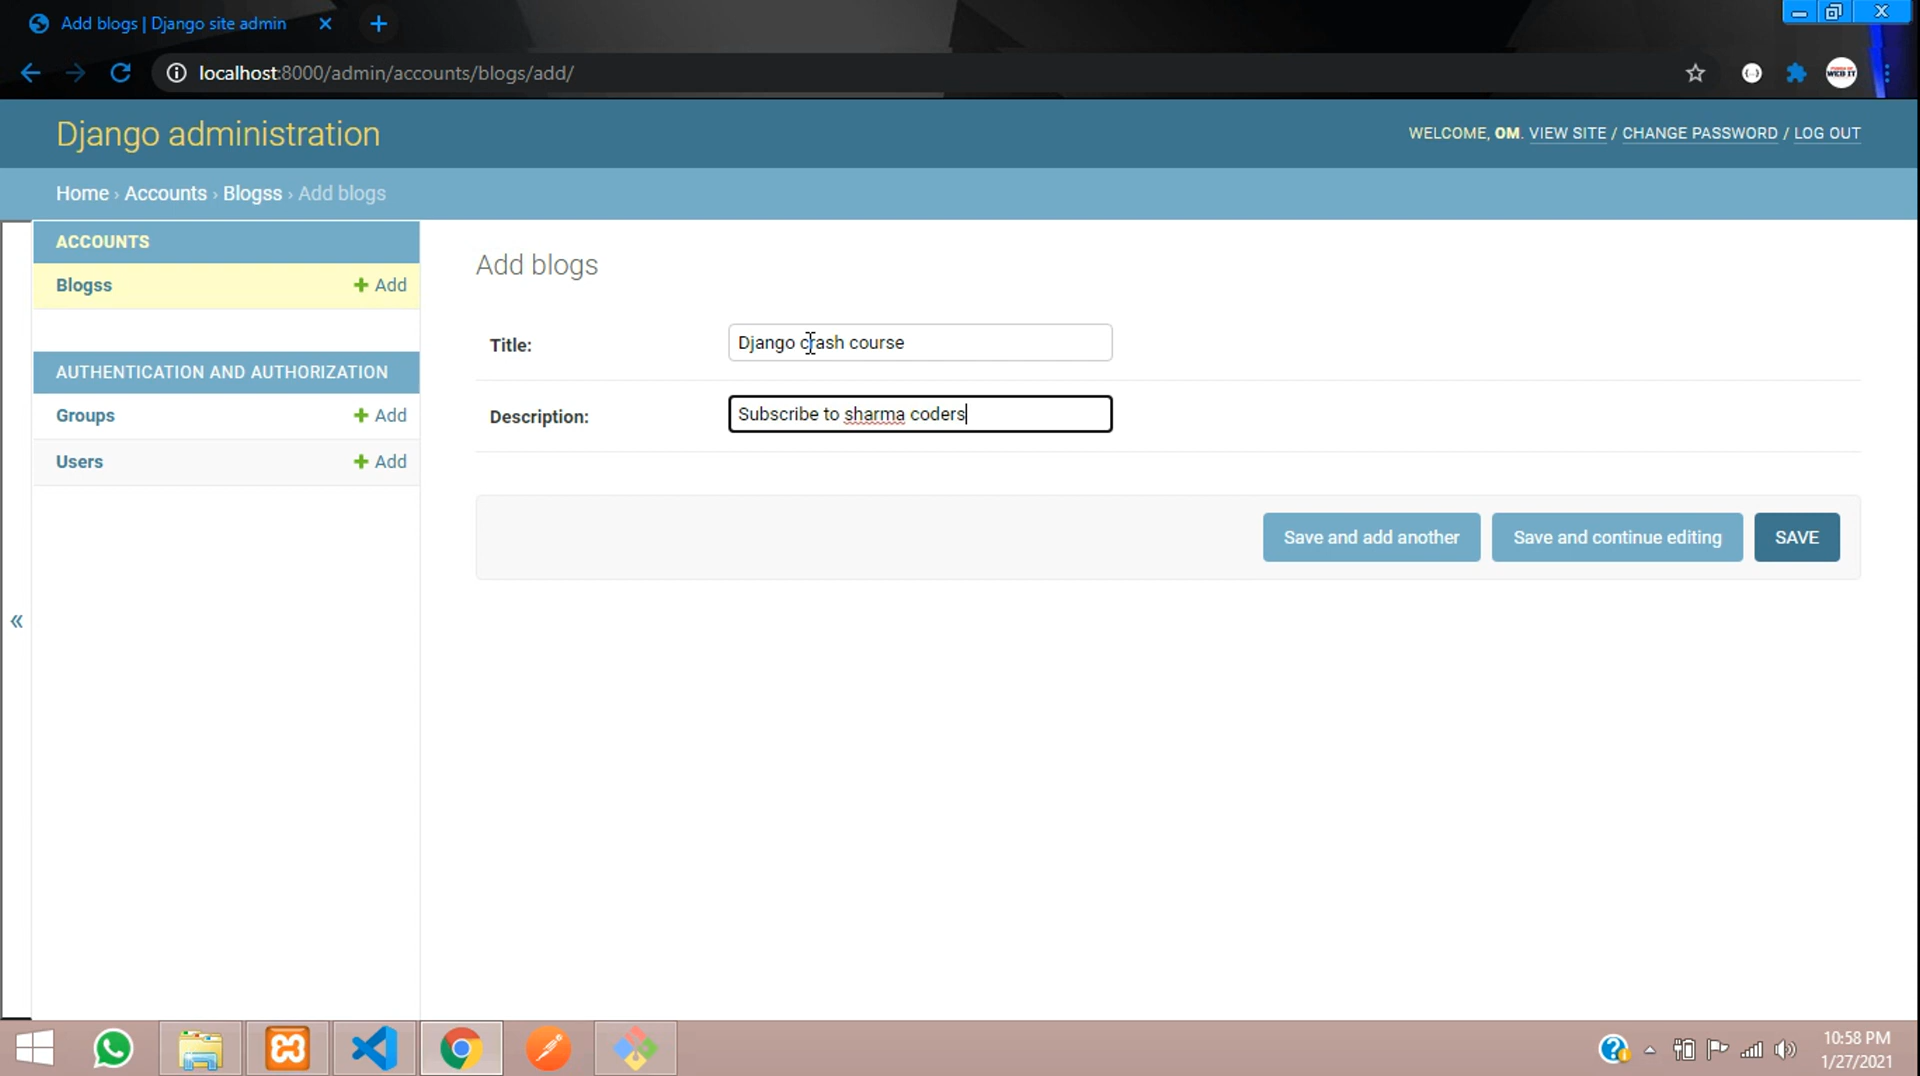 Add blogs | Django site admin
localhost:8000/admin/accounts/blogs/add/
WEB IT
Django administration
WELCOME, OM. VIEW SITE / CHANGE PASSWORD / LOG OUT
Home › Accounts › Blogss › Add blogs
ACCOUNTS
Blogss + Add
AUTHENTICATION AND AUTHORIZATION
Groups + Add
Users + Add
«
Add blogs
Title: Django crash course
Description: Subscribe to sharma coders
Save and add another
Save and continue editing
SAVE
10:58 PM
1/27/2021